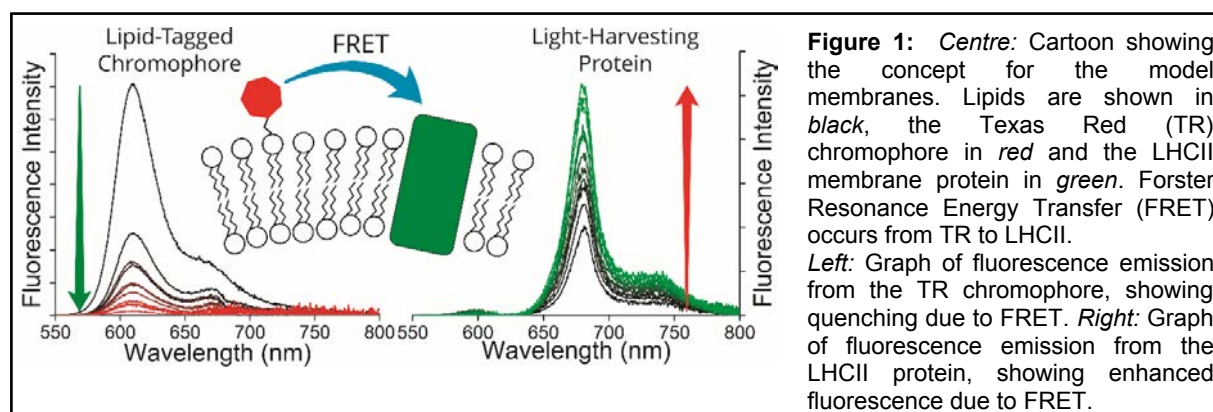 Lipid-Tagged
Chromophore
FRET
Light-Harvesting
Protein
Fluorescence Intensity
550 600 650 700 750 800
Wavelength (nm)
550 600 650 700 750 800
Wavelength (nm)
Fluorescence Intensity
Figure 1: Centre: Cartoon showing
the concept for the model
membranes. Lipids are shown in
black, the Texas Red (TR)
chromophore in red and the LHCII
membrane protein in green. Forster
Resonance Energy Transfer (FRET)
occurs from TR to LHCII.
Left: Graph of fluorescence emission
from the TR chromophore, showing
quenching due to FRET. Right: Graph
of fluorescence emission from the
LHCII protein, showing enhanced
fluorescence due to FRET.